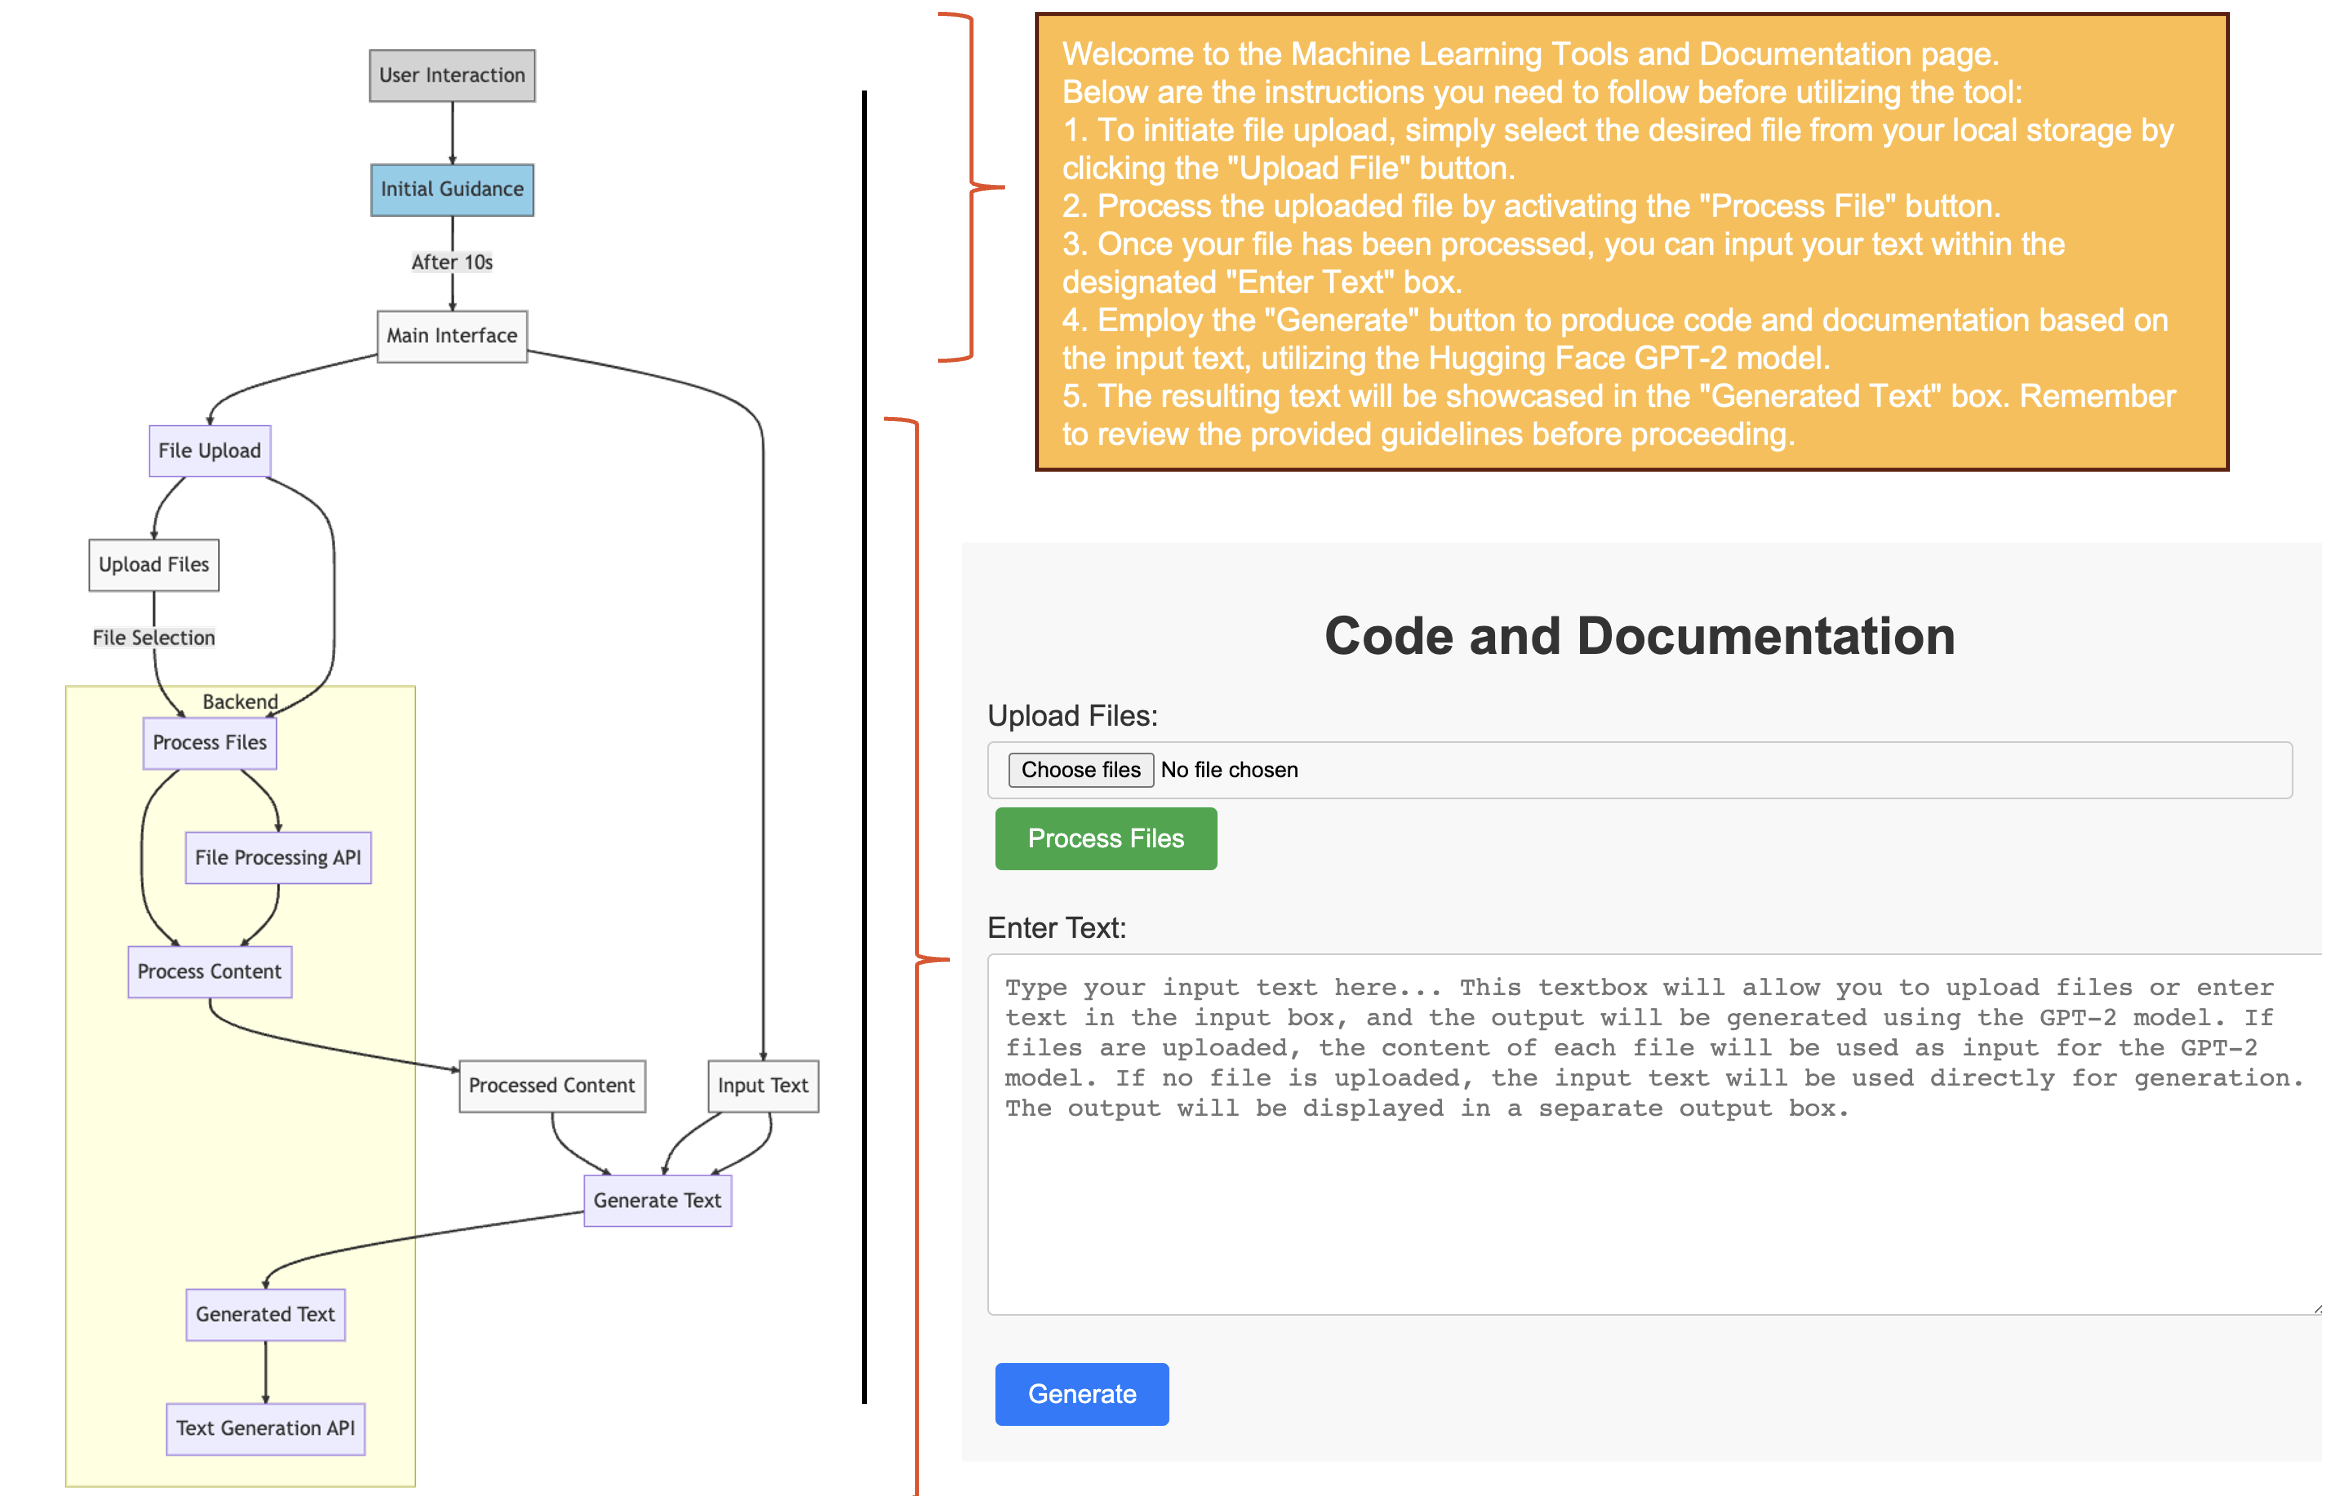 User Interaction
Initial Guidance
After 10s
Main Interface
File Upload
Upload Files
File Selection
Backend
Process Files
File Processing API
Process Content
Processed Content
Input Text
Generate Text
Generated Text
Text Generation API
Welcome to the Machine Learning Tools and Documentation page.
Below are the instructions you need to follow before utilizing the tool:
1. To initiate file upload, simply select the desired file from your local storage by
clicking the "Upload File" button.
2. Process the uploaded file by activating the "Process File" button.
3. Once your file has been processed, you can input your text within the
designated "Enter Text" box.
4. Employ the "Generate" button to produce code and documentation based on
the input text, utilizing the Hugging Face GPT-2 model.
5. The resulting text will be showcased in the "Generated Text" box. Remember
to review the provided guidelines before proceeding.
Code and Documentation
Upload Files:
Choose files No file chosen
Process Files
Enter Text:
Type your input text here... This textbox will allow you to upload files or enter
text in the input box, and the output will be generated using the GPT-2 model. If
files are uploaded, the content of each file will be used as input for the GPT-2
model. If no file is uploaded, the input text will be used directly for generation.
The output will be displayed in a separate output box.
Generate